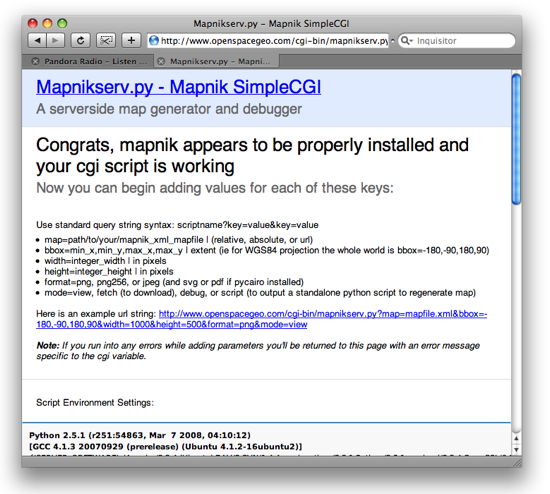 Mapnikserv.py – Mapnik SimpleCGI
http://www.openspacegeo.com/cgi-bin/mapnikserv.py
Inquisitor
Pandora Radio – Listen ...
Mapnikserv.py – Mapni...
Mapnikserv.py - Mapnik SimpleCGI
A serverside map generator and debugger
Congrats, mapnik appears to be properly installed and
your cgi script is working
Now you can begin adding values for each of these keys:
Use standard query string syntax: scriptname?key=value&key=value
• map=path/to/your/mapnik_xml_mapfile | (relative, absolute, or url)
• bbox=min_x,min_y,max_x,max_y | extent (ie for WGS84 projection the whole world is bbox=-180,-90,180,90)
• width=integer_width | in pixels
• height=integer_height | in pixels
• format=png, png256, or jpeg (and svg or pdf if pycairo installed)
• mode=view, fetch (to download), debug, or script (to output a standalone python script to regenerate map)
Here is an example url string: http://www.openspacegeo.com/cgi-bin/mapnikserv.py?map=mapfile.xml&bbox=-
180,-90,180,90&width=1000&height=500&format=png&mode=view
Note: If you run into any errors while adding parameters you'll be returned to this page with an error message
specific to the cgi variable.
Script Environment Settings:
Python 2.5.1 (r251:54863, Mar  7 2008, 04:10:12)
[GCC 4.1.3 20070929 (prerelease) (Ubuntu 4.1.2-16ubuntu2)]